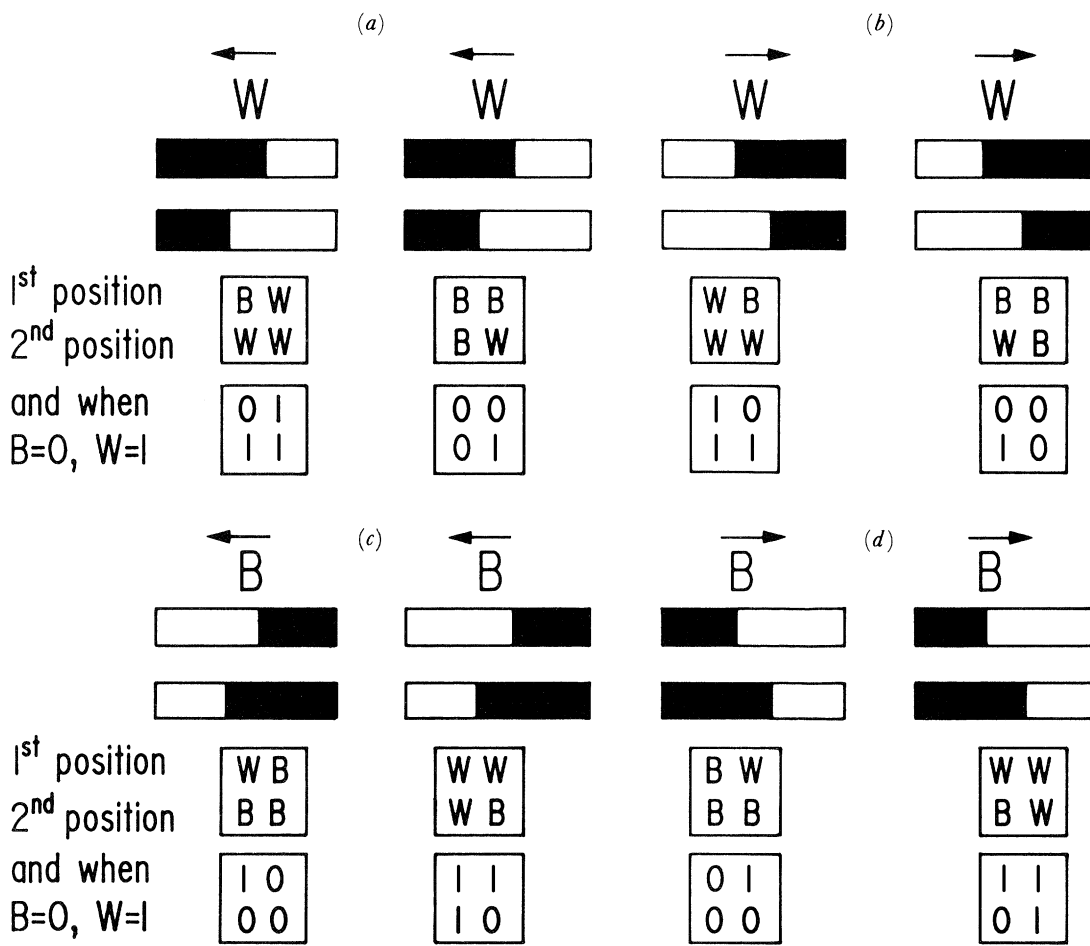 (a) (b)
← ← → →
W W W W
1st position B W B B W B B B
2nd position W W B W W W W B
and when 0 1 0 0 1 0 0 0
B=0, W=1 1 1 0 1 1 1 1 0
← (c) ← → (d) →
B B B B
1st position W B W W B W W W
2nd position B B W B B B B W
and when 1 0 1 1 0 1 1 1
B=0, W=1 0 0 1 0 0 0 0 1